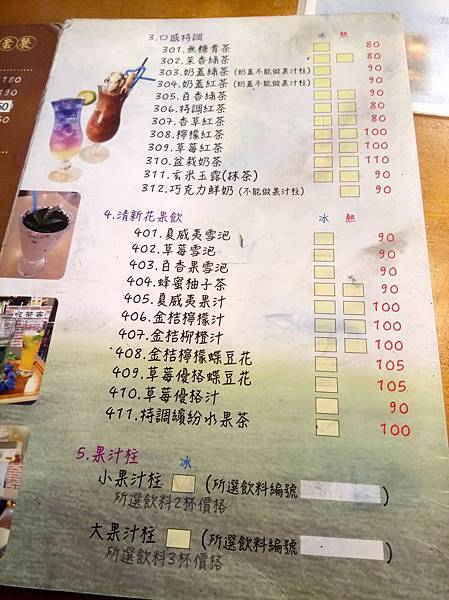 套餐
180
190
50
50
3.口感特調 冰 熱
301.無糖青茶 80
302.茉香綠茶 80
303.奶蓋綠茶 (奶蓋不能做果汁柱) 90
304.奶蓋紅茶 (奶蓋不能做果汁柱) 90
305.百香綠茶 90
306.特調紅茶 80
307.香草紅茶 80
308.檸檬紅茶 100
309.草莓紅茶 100
310.盆栽奶茶 110
311.玄米玉露(抹茶) 90
312.巧克力鮮奶 (不能做果汁柱) 90
4.清新花果飲 冰 熱
401.夏威夷雪泡 90
402.草莓雪泡 90
403.百香果雪泡 90
404.蜂蜜柚子茶 90
405.夏威夷果汁 100
406.金桔檸檬汁 100
407.金桔柳橙汁 100
408.金桔檸檬蝶豆花 105
409.草莓優格蝶豆花 105
410.草莓優格汁 90
411.特調繽紛水果茶 100
5.果汁柱 冰
小果汁柱 (所選飲料編號 )
所選飲料2杯價格
大果汁柱 (所選飲料編號 )
所選飲料3杯價格